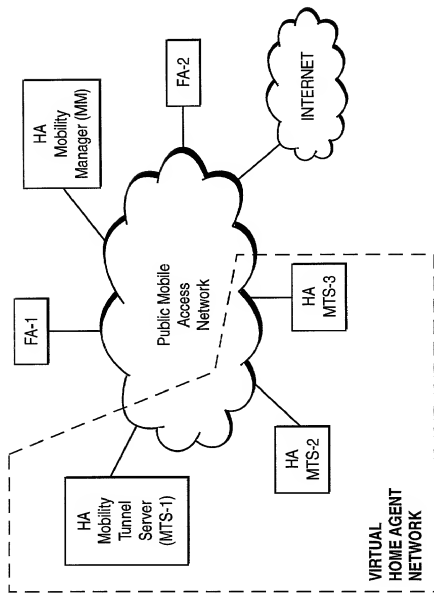 FA-1
HA
Mobility
Manager (MM)
FA-2
INTERNET
Public Mobile
Access
Network
HA
Mobility
Tunnel
Server
(MTS-1)
HA
MTS-2
HA
MTS-3
VIRTUAL
HOME AGENT
NETWORK